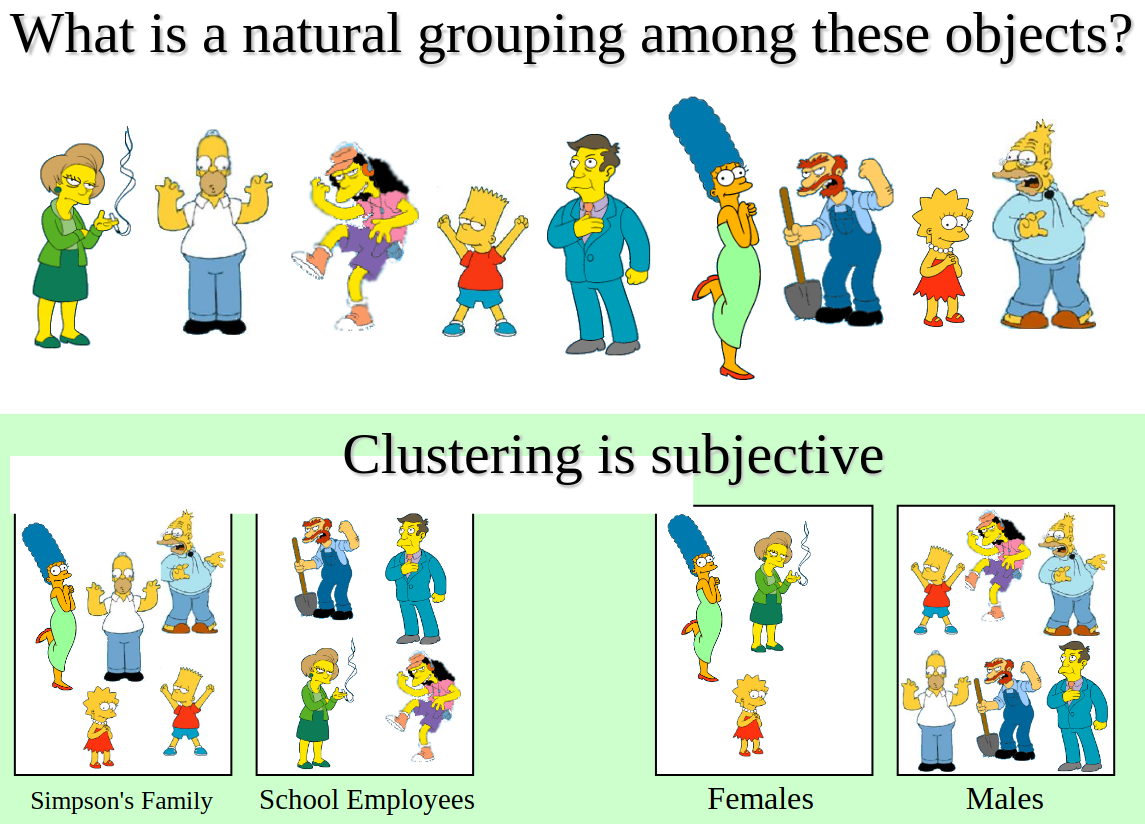 What is a natural grouping among these objects?
Clustering is subjective
Simpson's Family
School Employees
Females
Males